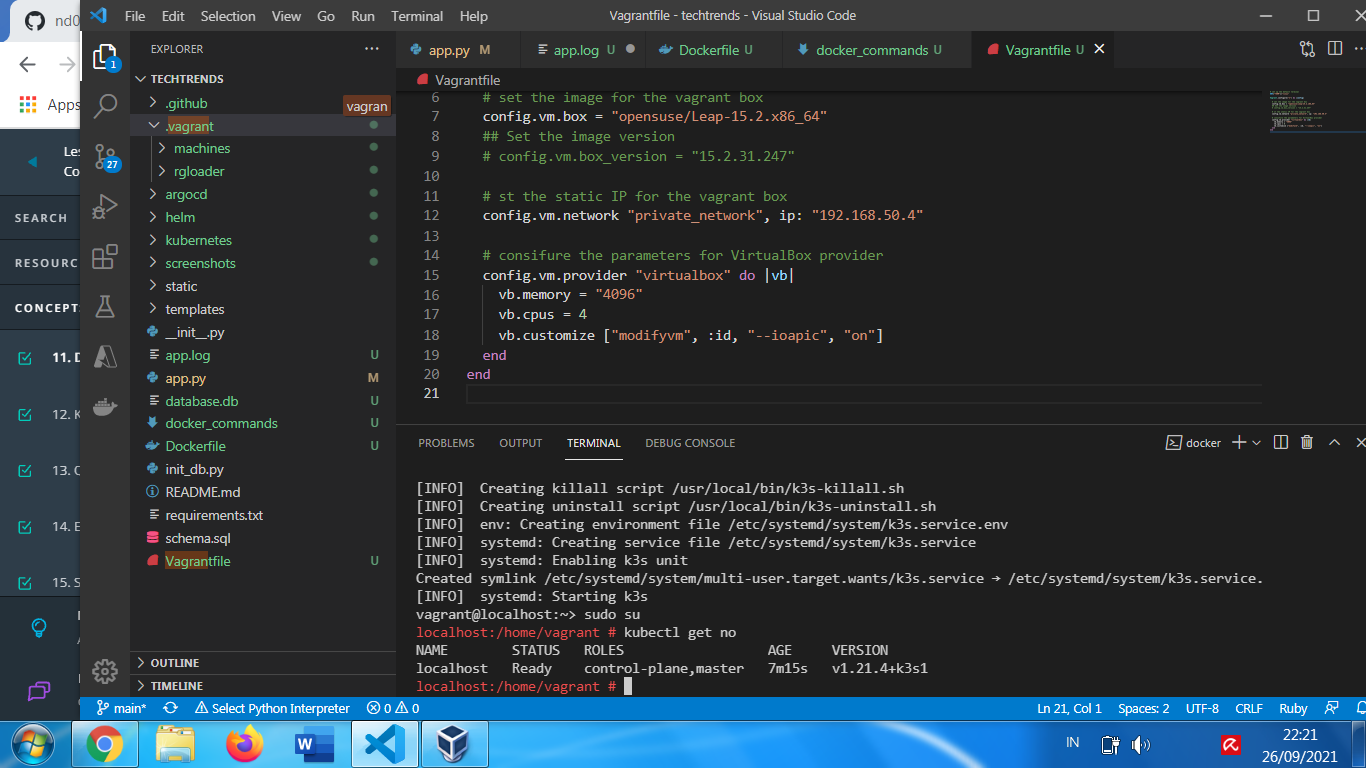 nd0
File Edit Selection View Go Run Terminal Help
Vagrantfile - techtrends - Visual Studio Code
Apps
Les
Co
SEARCH
RESOURC
CONCEPT
11. D
12. K
13. C
14. E
15. S
1
27
EXPLORER
TECHTRENDS
vagran
.github
.vagrant
machines
rgloader
argocd
helm
kubernetes
screenshots
static
templates
__init__.py
app.log U
app.py M
database.db U
docker_commands U
Dockerfile U
init_db.py
README.md
requirements.txt
schema.sql
Vagrantfile U
OUTLINE
TIMELINE
app.py M app.log U Dockerfile U docker_commands U Vagrantfile U
Vagrantfile
6 # set the image for the vagrant box
7 config.vm.box = "opensuse/Leap-15.2.x86_64"
8 ## Set the image version
9 # config.vm.box_version = "15.2.31.247"
10
11 # st the static IP for the vagrant box
12 config.vm.network "private_network", ip: "192.168.50.4"
13
14 # consifure the parameters for VirtualBox provider
15 config.vm.provider "virtualbox" do |vb|
16 vb.memory = "4096"
17 vb.cpus = 4
18 vb.customize ["modifyvm", :id, "--ioapic", "on"]
19 end
20 end
21
PROBLEMS OUTPUT TERMINAL DEBUG CONSOLE docker
[INFO] Creating killall script /usr/local/bin/k3s-killall.sh
[INFO] Creating uninstall script /usr/local/bin/k3s-uninstall.sh
[INFO] env: Creating environment file /etc/systemd/system/k3s.service.env
[INFO] systemd: Creating service file /etc/systemd/system/k3s.service
[INFO] systemd: Enabling k3s unit
Created symlink /etc/systemd/system/multi-user.target.wants/k3s.service → /etc/systemd/system/k3s.service.
[INFO] systemd: Starting k3s
vagrant@localhost:~> sudo su
localhost:/home/vagrant # kubectl get no
NAME STATUS ROLES AGE VERSION
localhost Ready control-plane,master 7m15s v1.21.4+k3s1
localhost:/home/vagrant #
main* Select Python Interpreter 0 0 Ln 21, Col 1 Spaces: 2 UTF-8 CRLF Ruby
IN
22:21
26/09/2021